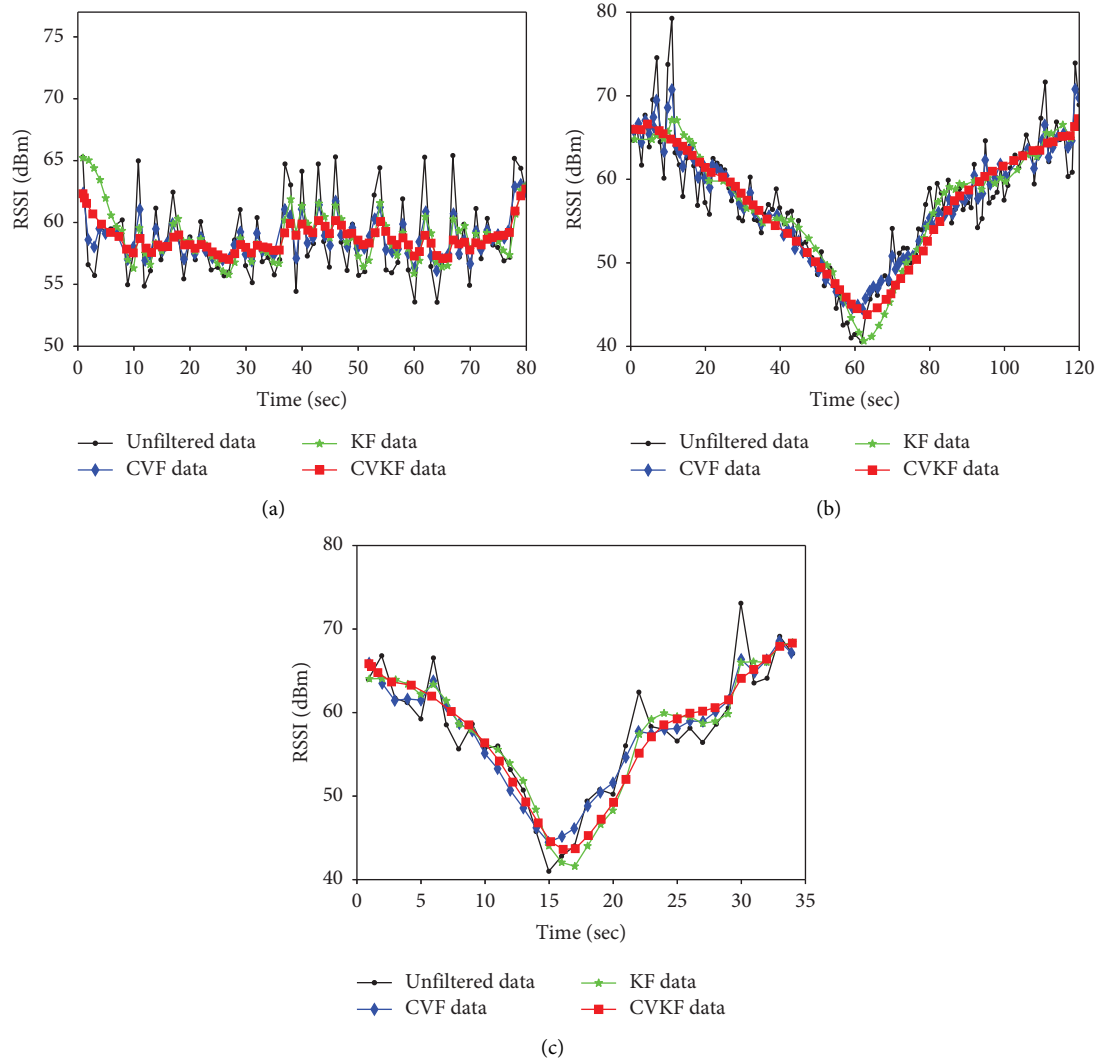 75
70
65
60
55
50
RSSI (dBm)
0 10 20 30 40 50 60 70 80
Time (sec)
Unfiltered data KF data
CVF data CVKF data
(a)
80
70
60
50
40
RSSI (dBm)
0 20 40 60 80 100 120
Time (sec)
Unfiltered data KF data
CVF data CVKF data
(b)
80
70
60
50
40
RSSI (dBm)
0 5 10 15 20 25 30 35
Time (sec)
Unfiltered data KF data
CVF data CVKF data
(c)